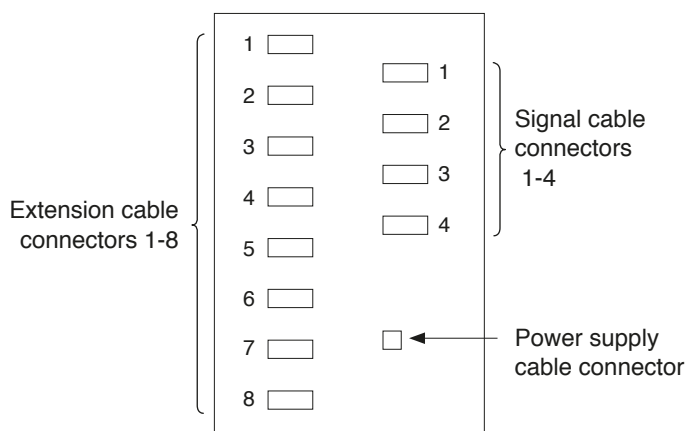 1
2
3
4
5
6
7
8
Extension cable
connectors 1-8
1
2
3
4
Signal cable
connectors
1-4
Power supply
cable connector